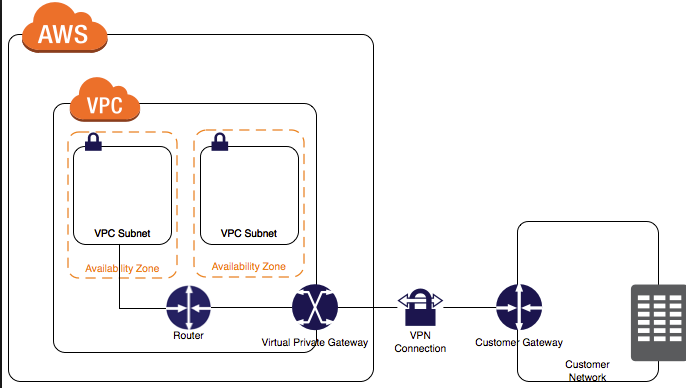 AWS
VPC
VPC Subnet
VPC Subnet
Availability Zone
Availability Zone
Router
Virtual Private Gateway
VPN
Connection
Customer Gateway
Customer
Network